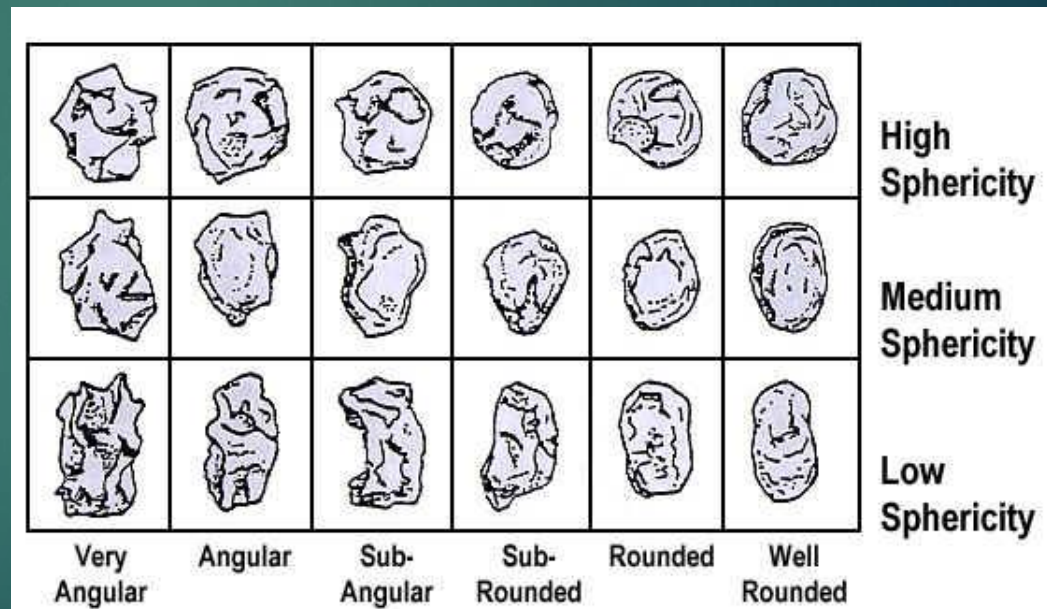 High
Sphericity
Medium
Sphericity
Low
Sphericity
Very
Angular
Angular
Sub-
Angular
Sub-
Rounded
Rounded
Well
Rounded